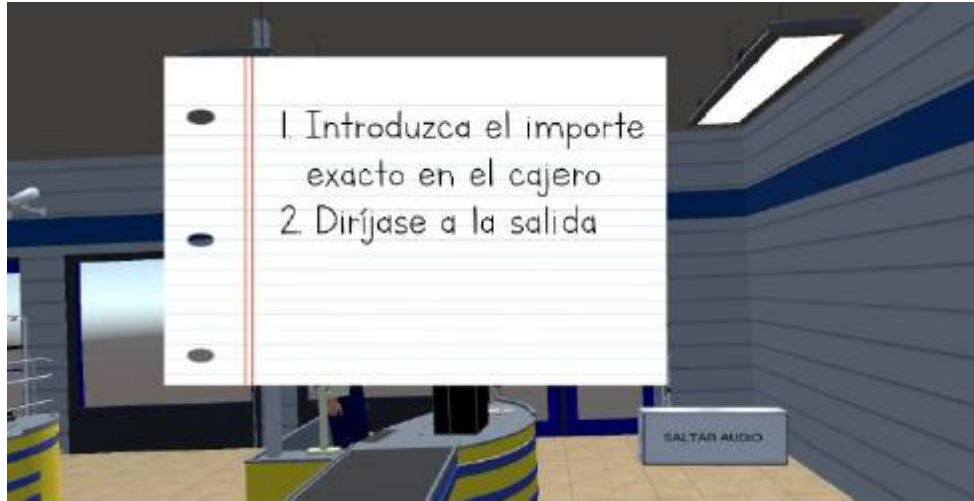 1. Introduzca el importe
exacto en el cajero
2. Diríjase a la salida
SALTAR AUDIO